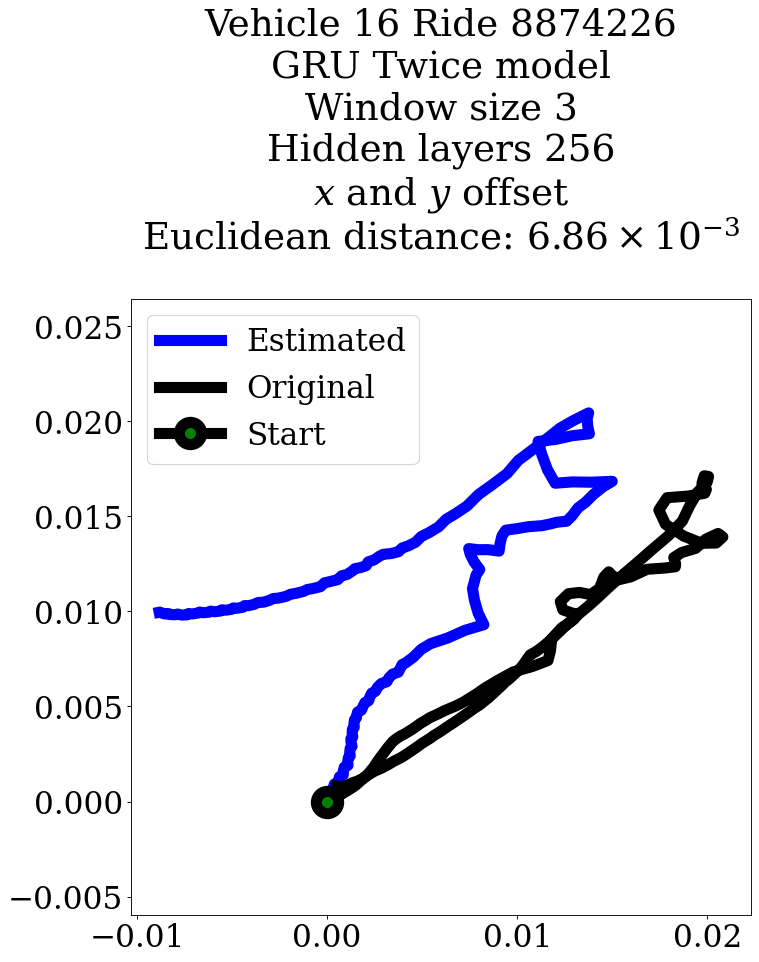 Vehicle 16 Ride 8874226
GRU Twice model
Window size 3
Hidden layers 256
x and y offset
Euclidean distance: 6.86 × 10⁻³
Estimated
Original
Start
0.025
0.020
0.015
0.010
0.005
0.000
−0.005
−0.01 0.00 0.01 0.02